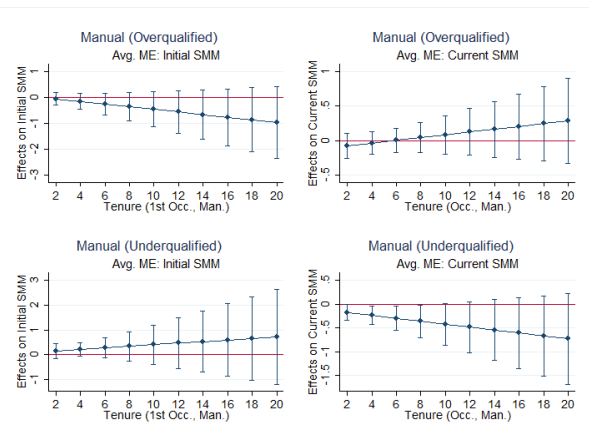 Manual (Overqualified)
Avg. ME: Initial SMM
Effects on Initial SMM
1
0
-1
-2
-3
2 4 6 8 10 12 14 16 18 20
Tenure (1st Occ., Man.)
Manual (Overqualified)
Avg. ME: Current SMM
Effects on Current SMM
1
.5
0
-.5
2 4 6 8 10 12 14 16 18 20
Tenure (Occ., Man.)
Manual (Underqualified)
Avg. ME: Initial SMM
Effects on Initial SMM
3
2
1
0
-1
2 4 6 8 10 12 14 16 18 20
Tenure (1st Occ., Man.)
Manual (Underqualified)
Avg. ME: Current SMM
Effects on Current SMM
.5
0
-.5
-1
-1.5
2 4 6 8 10 12 14 16 18 20
Tenure (Occ., Man.)